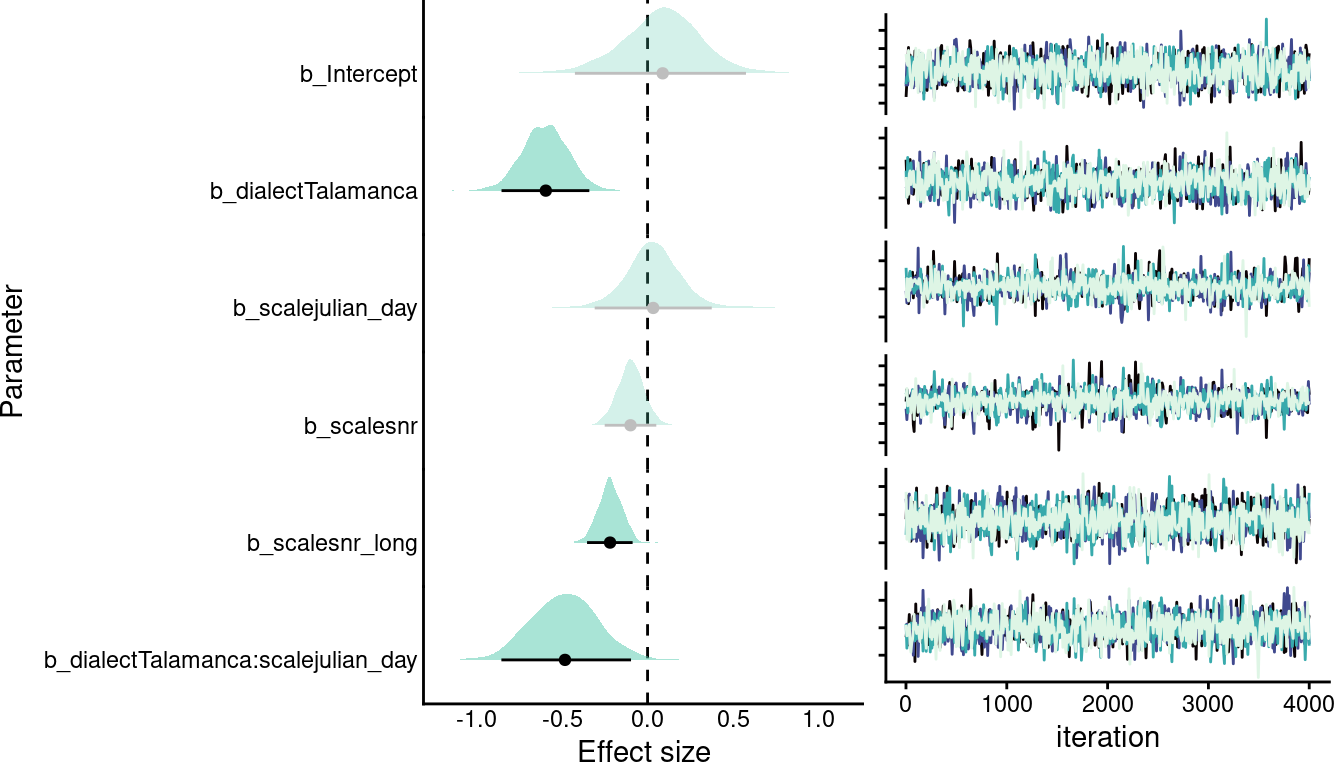 Parameter
b_Intercept
b_dialectTalamanca
b_scalejulian_day
b_scalesnr
b_scalesnr_long
b_dialectTalamanca:scalejulian_day
-1.0 -0.5 0.0 0.5 1.0
Effect size
0 1000 2000 3000 4000
iteration